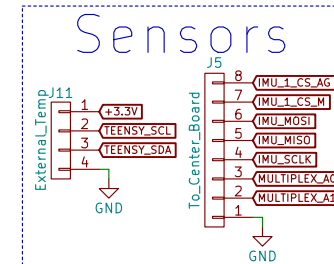 Sensors
J11
External_Temp
1 +3.3V
2 TEENSY_SCL
3 TEENSY_SDA
4
GND
J5
To_Center_Board
8 IMU_1_CS_AG
7 IMU_1_CS_M
6 IMU_MOSI
5 IMU_MISO
4 IMU_SCLK
3 MULTIPLEX_A0
2 MULTIPLEX_A1
1
GND